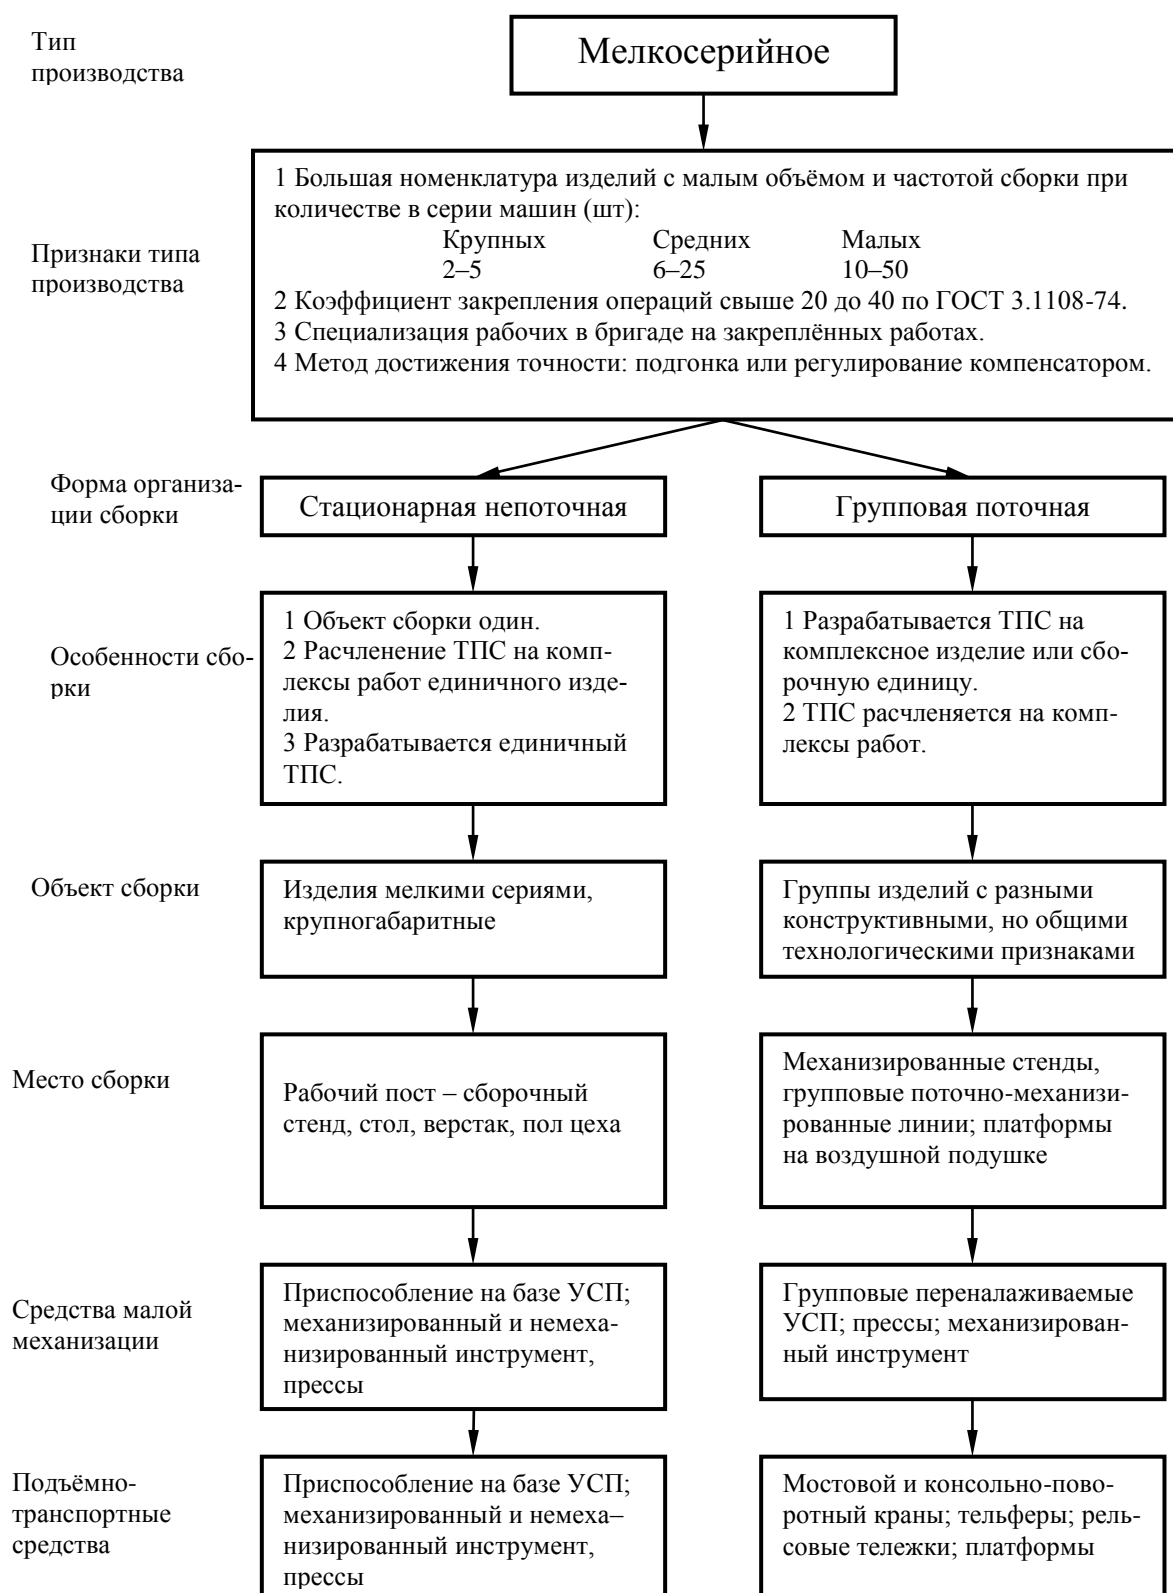 Тип
производства
Мелкосерийное
Признаки типа
производства
1 Большая номенклатура изделий с малым объёмом и частотой сборки при
количестве в серии машин (шт):
Крупных Средних Малых
2–5 6–25 10–50
2 Коэффициент закрепления операций свыше 20 до 40 по ГОСТ 3.1108-74.
3 Специализация рабочих в бригаде на закреплённых работах.
4 Метод достижения точности: подгонка или регулирование компенсатором.
Форма организа-
ции сборки
Стационарная непоточная
Групповая поточная
Особенности сбо-
рки
1 Объект сборки один.
2 Расчленение ТПС на комп-
лексы работ единичного изде-
лия.
3 Разрабатывается единичный
ТПС.
1 Разрабатывается ТПС на
комплексное изделие или сбо-
рочную единицу.
2 ТПС расчленяется на комп-
лексы работ.
Объект сборки
Изделия мелкими сериями,
крупногабаритные
Группы изделий с разными
конструктивными, но общими
технологическими признаками
Место сборки
Рабочий пост – сборочный
стенд, стол, верстак, пол цеха
Механизированные стенды,
групповые поточно-механизи-
рованные линии; платформы
на воздушной подушке
Средства малой
механизации
Приспособление на базе УСП;
механизированный и немеха-
низированный инструмент,
прессы
Групповые переналаживаемые
УСП; прессы; механизирован-
ный инструмент
Подъёмно-
транспортные
средства
Приспособление на базе УСП;
механизированный и немеха–
низированный инструмент,
прессы
Мостовой и консольно-пово-
ротный краны; тельферы; рель-
совые тележки; платформы